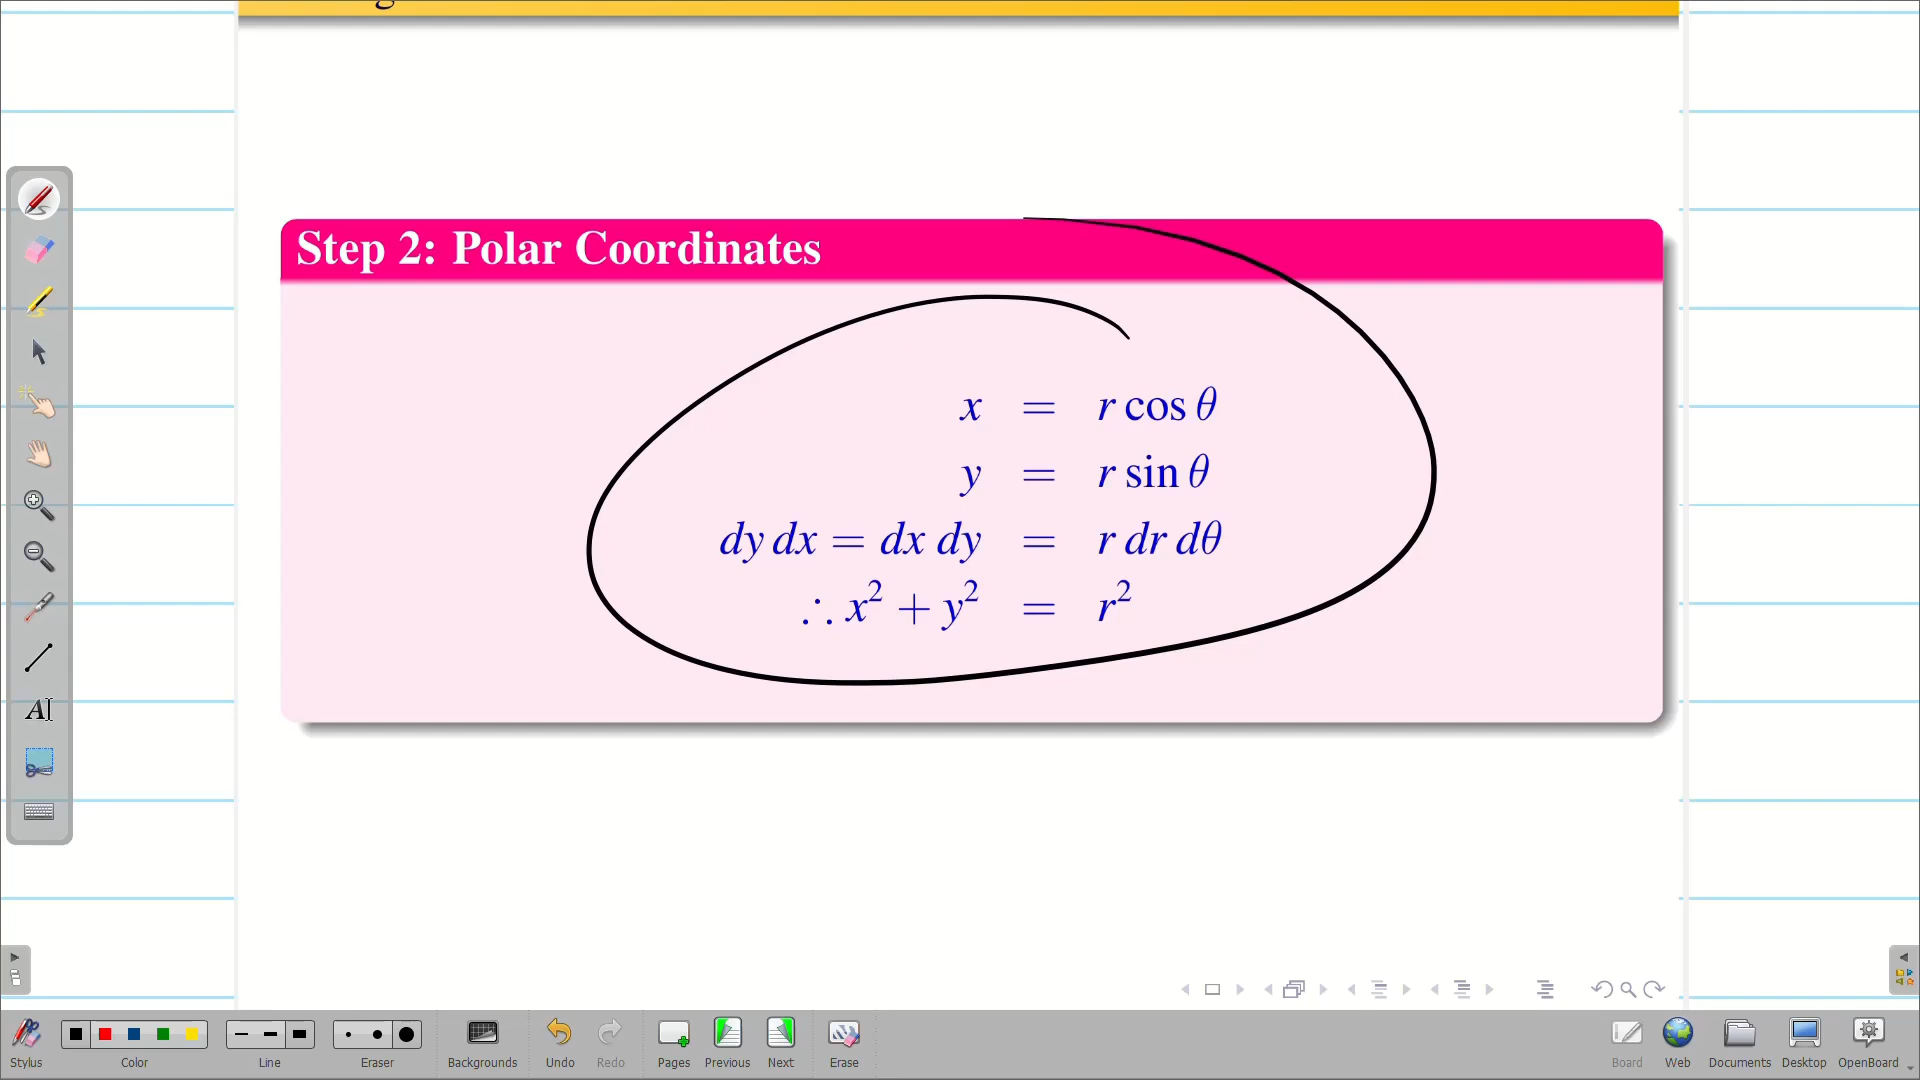 Step 2: Polar Coordinates
x = r cos θ
y = r sin θ
dy dx = dx dy = r dr dθ
∴ x² + y² = r²
Stylus Color Line Eraser Backgrounds Undo Redo Pages Previous Next Erase Board Web Documents Desktop OpenBoard